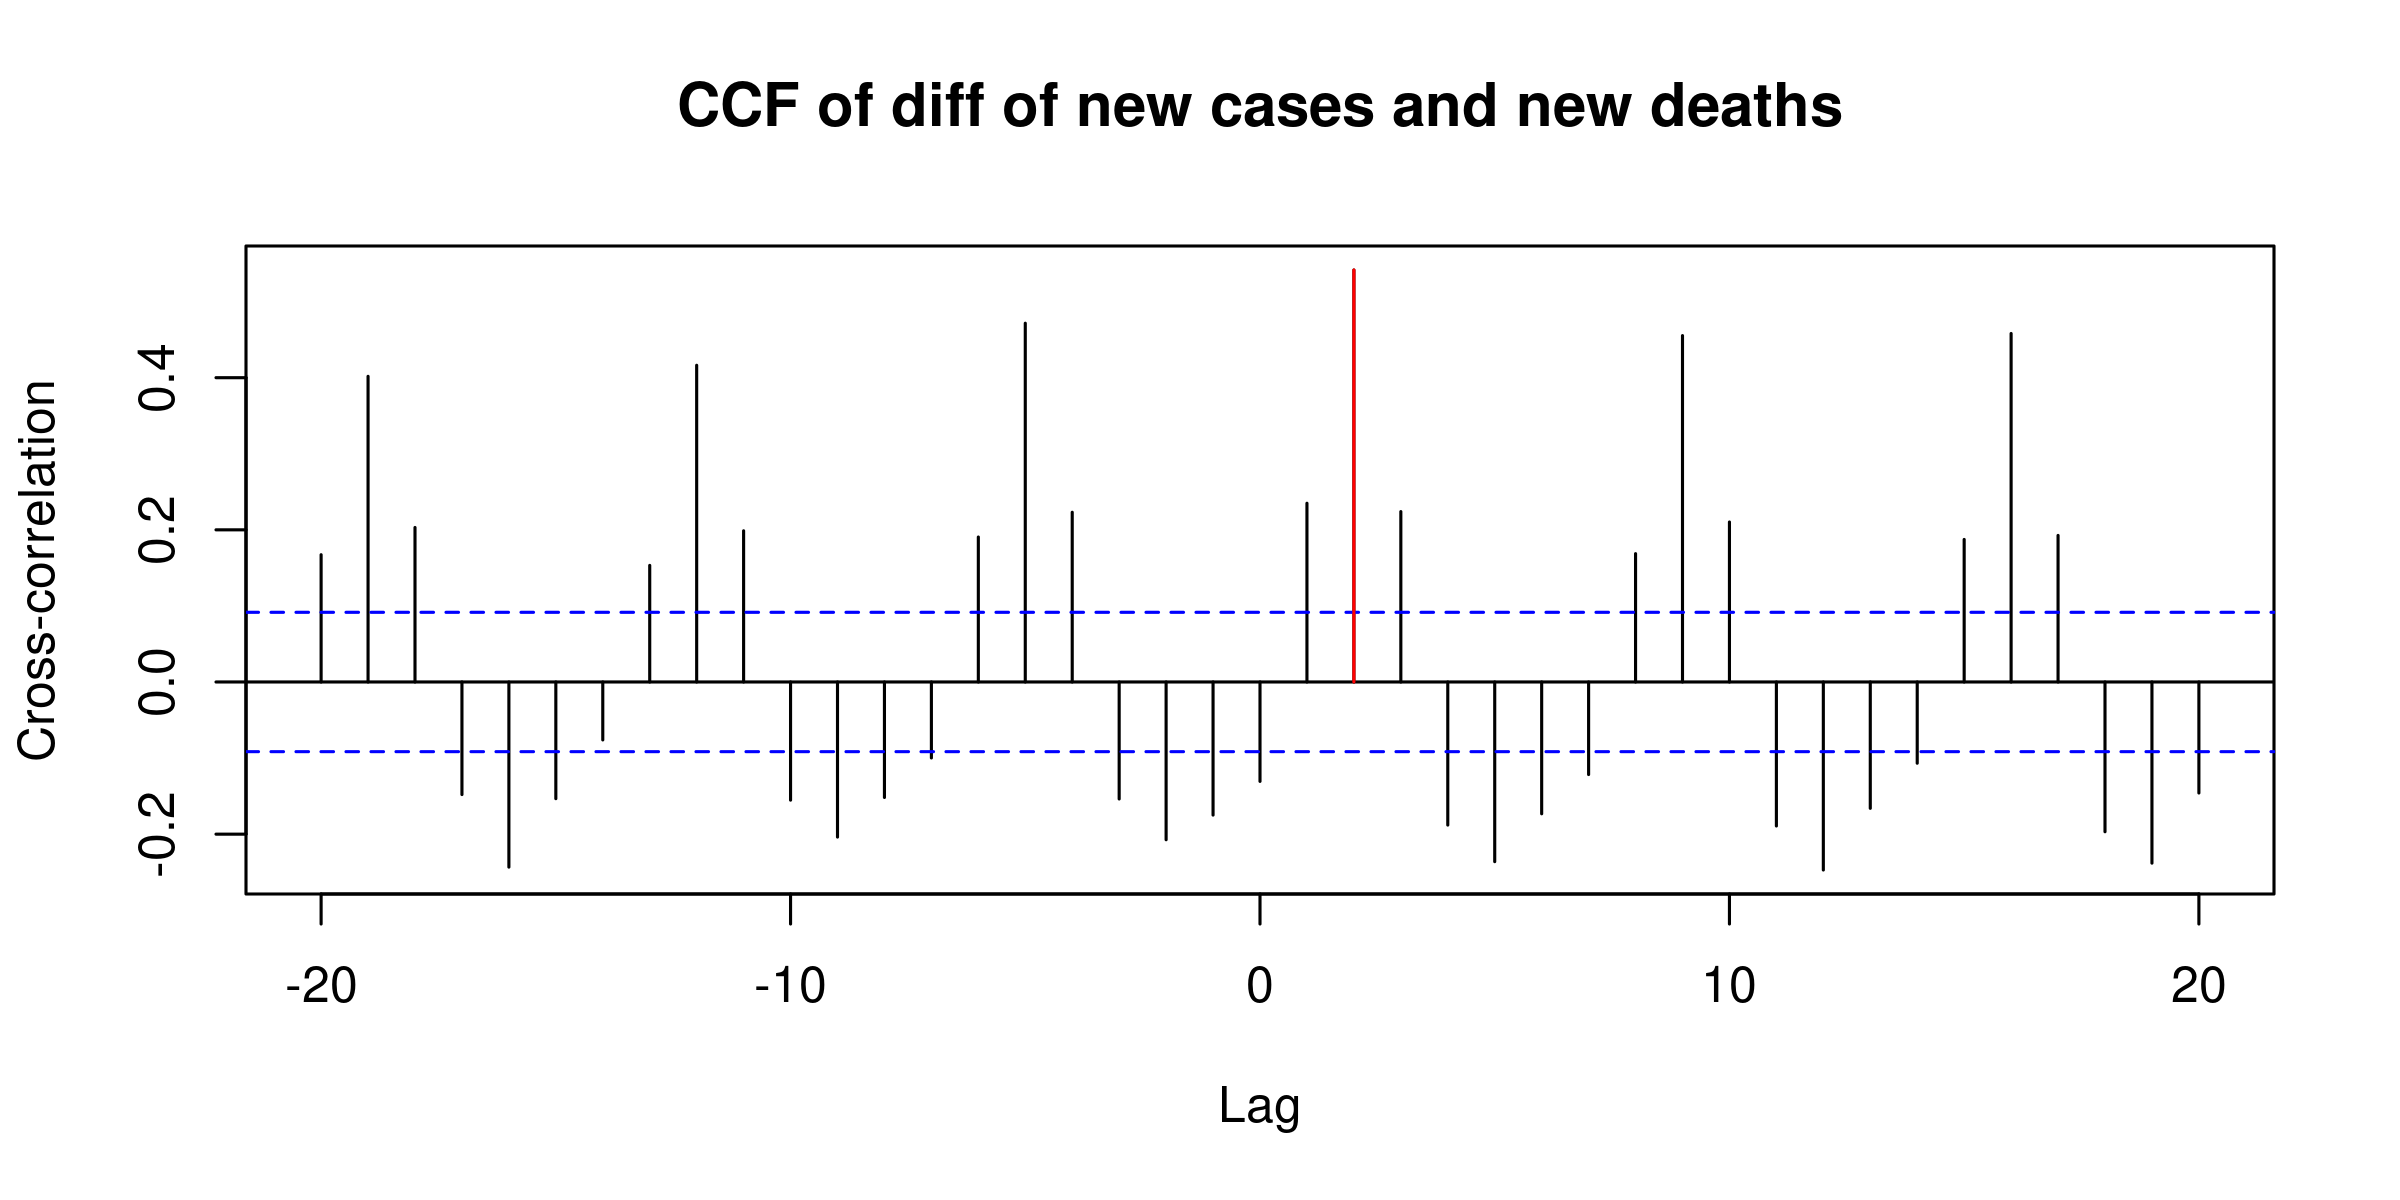 CCF of diff of new cases and new deaths
Cross-correlation
0.4
0.2
0.0
-0.2
-20 -10 0 10 20
Lag